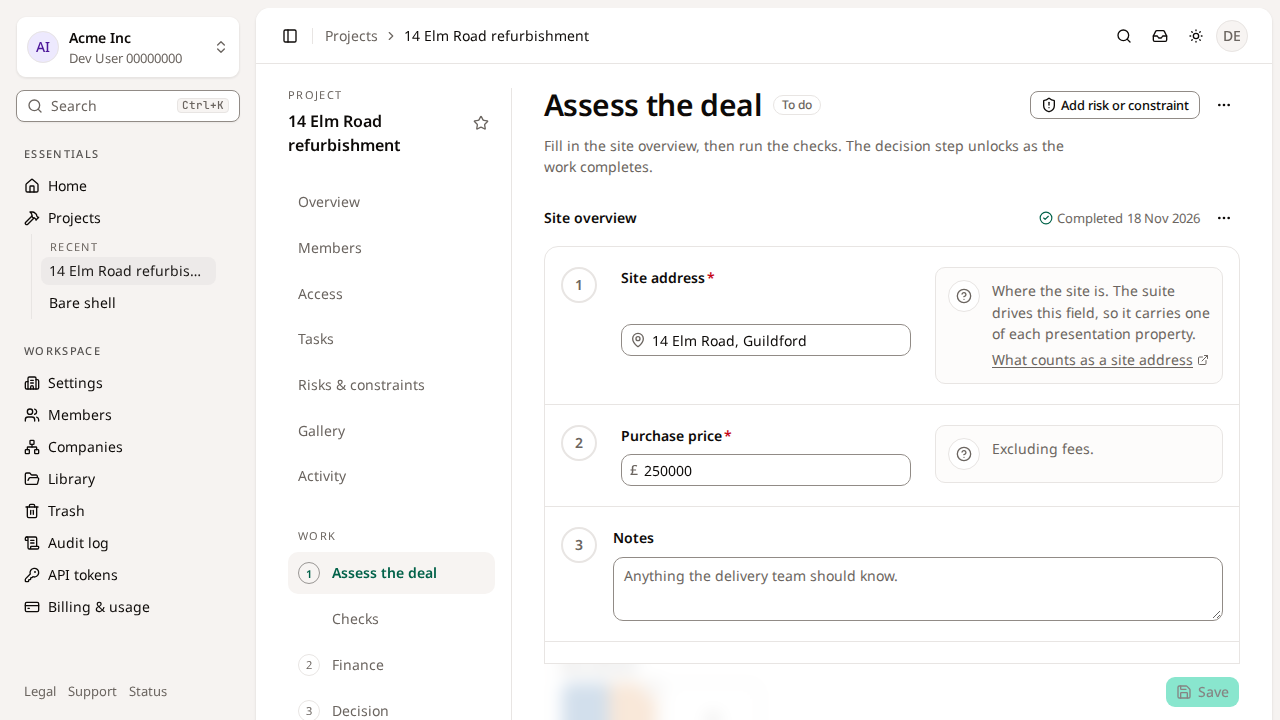 AI
Acme Inc
Dev User 00000000
Search
Ctrl+K
ESSENTIALS
Home
Projects
RECENT
14 Elm Road refurbis...
Bare shell
WORKSPACE
Settings
Members
Companies
Library
Trash
Audit log
API tokens
Billing & usage
Legal Support Status
Projects
14 Elm Road refurbishment
DE
PROJECT
14 Elm Road
refurbishment
Overview
Members
Access
Tasks
Risks & constraints
Gallery
Activity
WORK
1 Assess the deal
Checks
2 Finance
3 Decision
Assess the deal
To do
Add risk or constraint
Fill in the site overview, then run the checks. The decision step unlocks as the
work completes.
Site overview
Completed 18 Nov 2026
1
Site address*
14 Elm Road, Guildford
Where the site is. The suite
drives this field, so it carries one
of each presentation property.
What counts as a site address
2
Purchase price*
£ 250000
Excluding fees.
3
Notes
Anything the delivery team should know.
Save